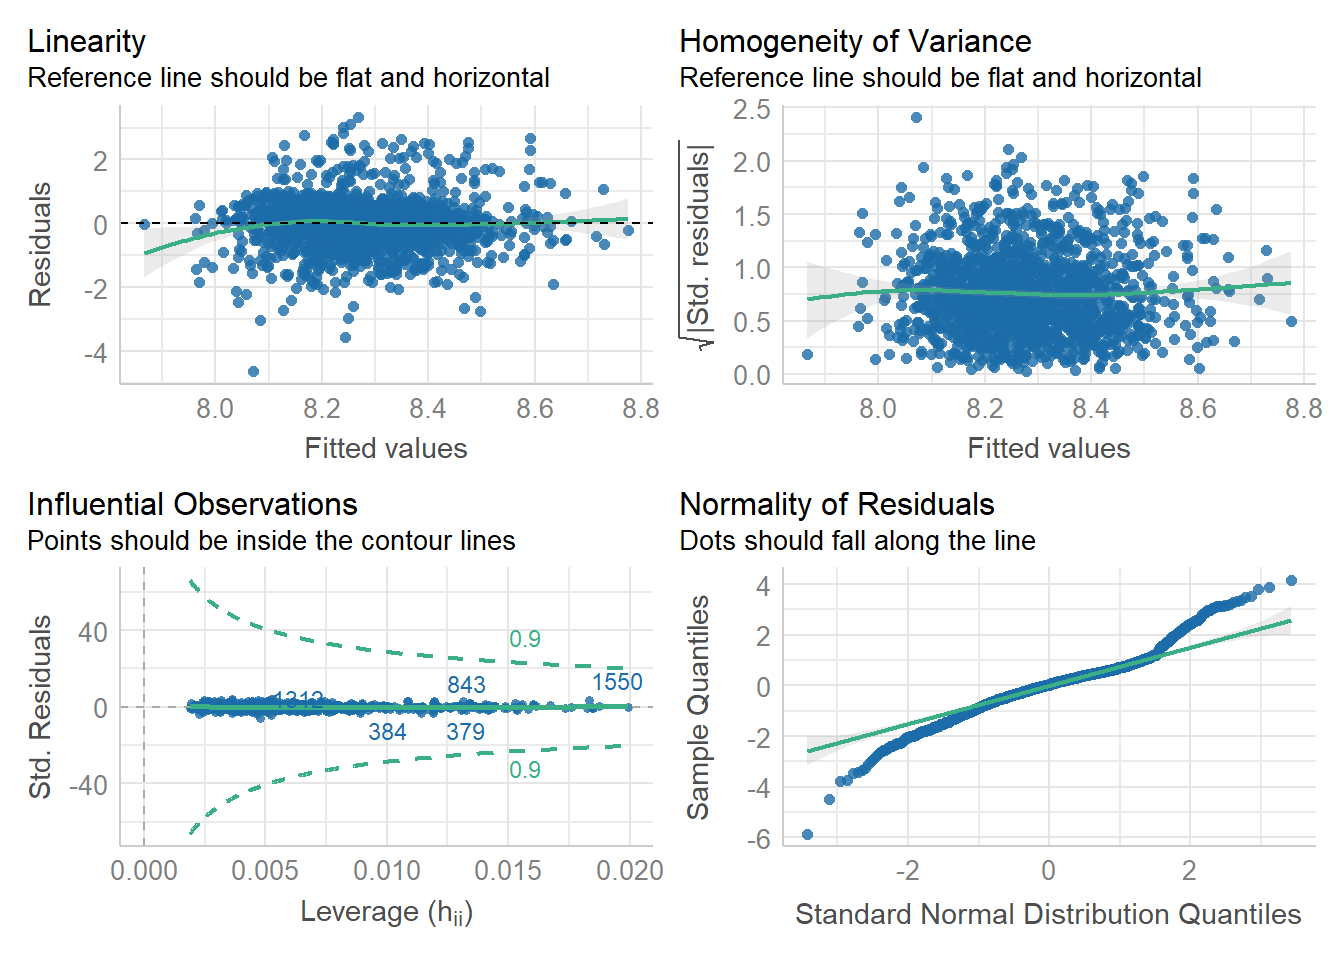 Linearity
Reference line should be flat and horizontal
Residuals
2
0
-2
-4
8.0 8.2 8.4 8.6 8.8
Fitted values
Homogeneity of Variance
Reference line should be flat and horizontal
√|Std. residuals|
2.5
2.0
1.5
1.0
0.5
0.0
8.0 8.2 8.4 8.6 8.8
Fitted values
Influential Observations
Points should be inside the contour lines
Std. Residuals
40
0
-40
0.9
1312
843
1550
384
379
0.9
0.000 0.005 0.010 0.015 0.020
Leverage (hii)
Normality of Residuals
Dots should fall along the line
Sample Quantiles
4
2
0
-2
-4
-6
-2 0 2
Standard Normal Distribution Quantiles